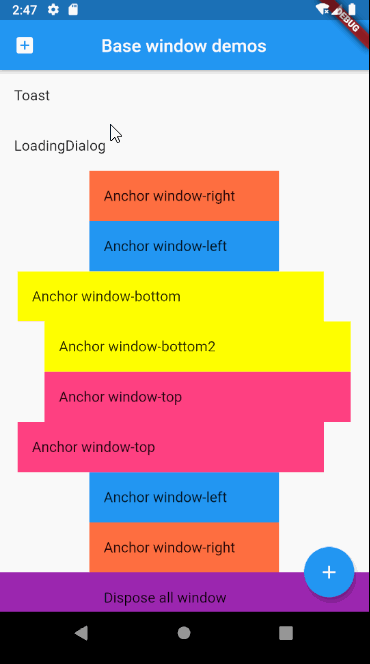 2:47
DEBUG
Base window demos
Toast
LoadingDialog
Anchor window-right
Anchor window-left
Anchor window-bottom
Anchor window-bottom2
Anchor window-top
Anchor window-top
Anchor window-left
Anchor window-right
Dispose all window